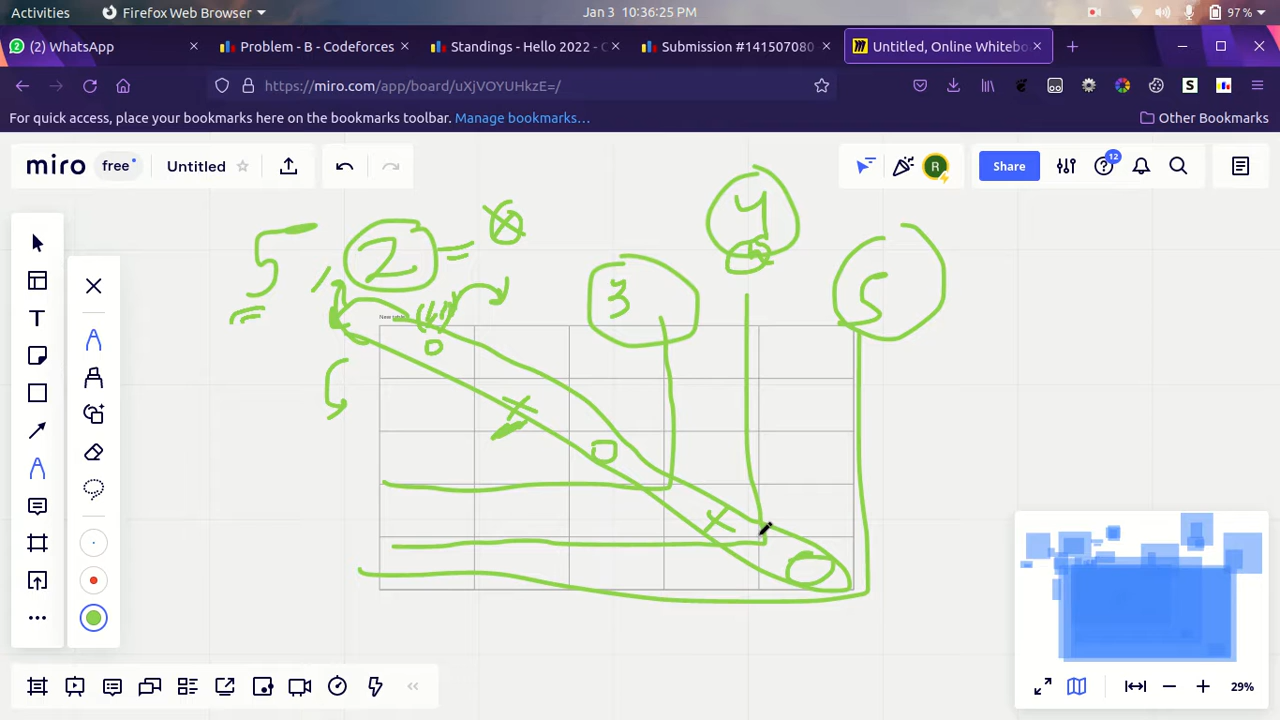 Activities
Firefox Web Browser
Jan 3 10:36:25 PM
97 %
(2) WhatsApp
Problem - B - Codeforces
Standings - Hello 2022 - C
Submission #141507080
Untitled, Online Whitebo
https://miro.com/app/board/uXjVOYUHkzE=/
For quick access, place your bookmarks here on the bookmarks toolbar. Manage bookmarks…
Other Bookmarks
miro
free
Untitled
R
Share
12
5, 2 =
3
4
5
New table
T
29%